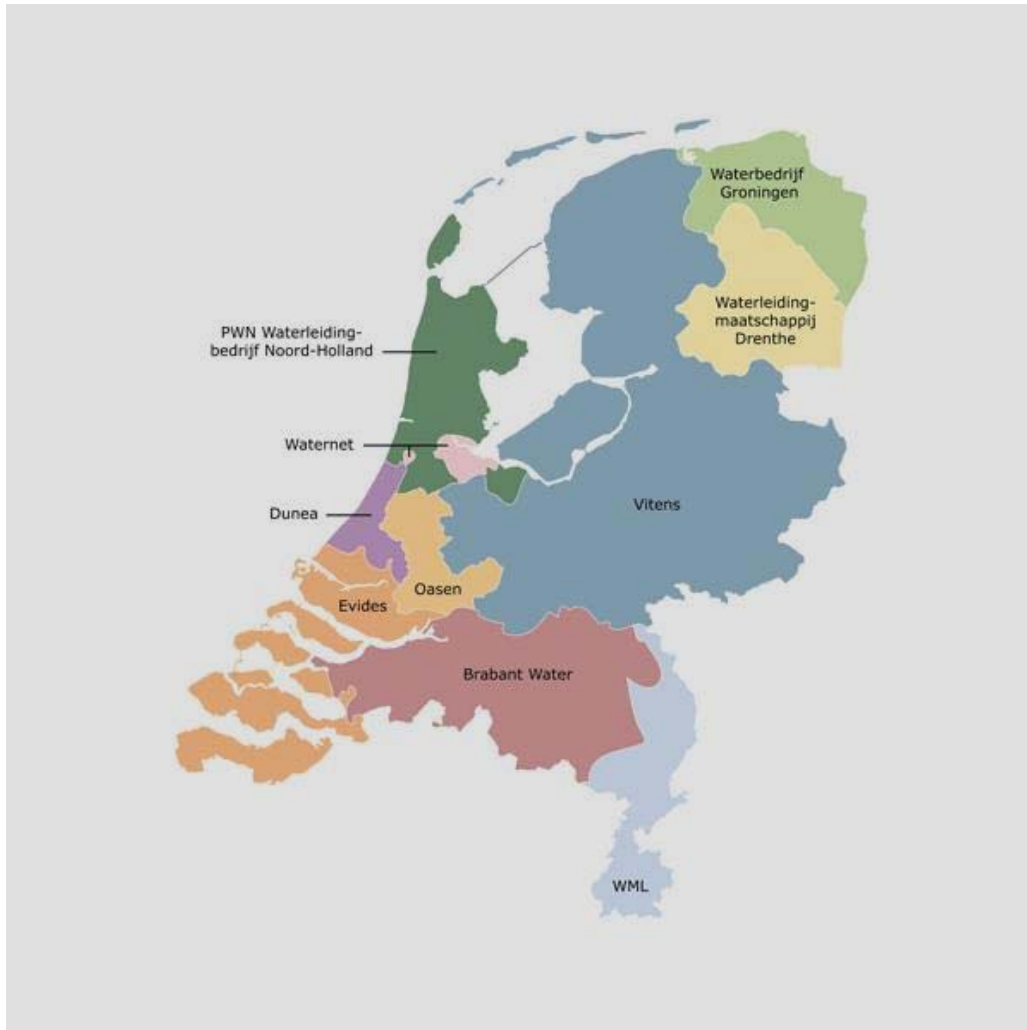 Waterbedrijf
Groningen
Waterleiding-
maatschappij
Drenthe
PWN Waterleiding-
bedrijf Noord-Holland
Waternet
Dunea
Vitens
Oasen
Evides
Brabant Water
WML